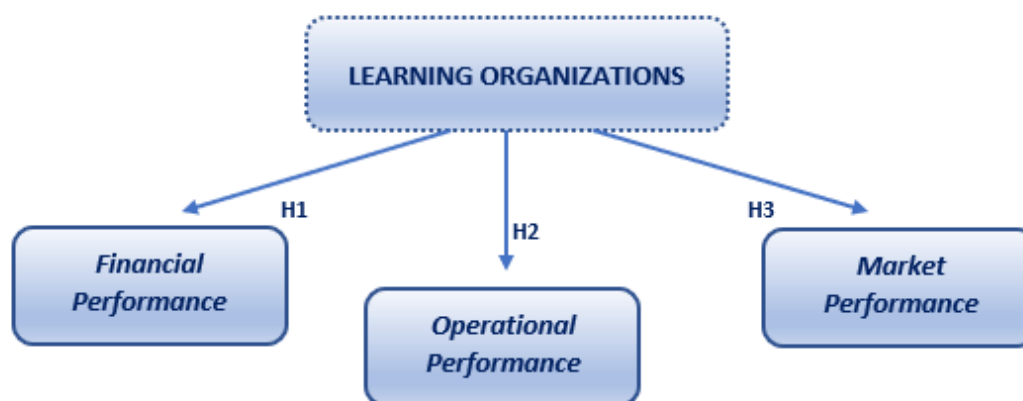 LEARNING ORGANIZATIONS
H1
H2
H3
Financial
Performance
Operational
Performance
Market
Performance